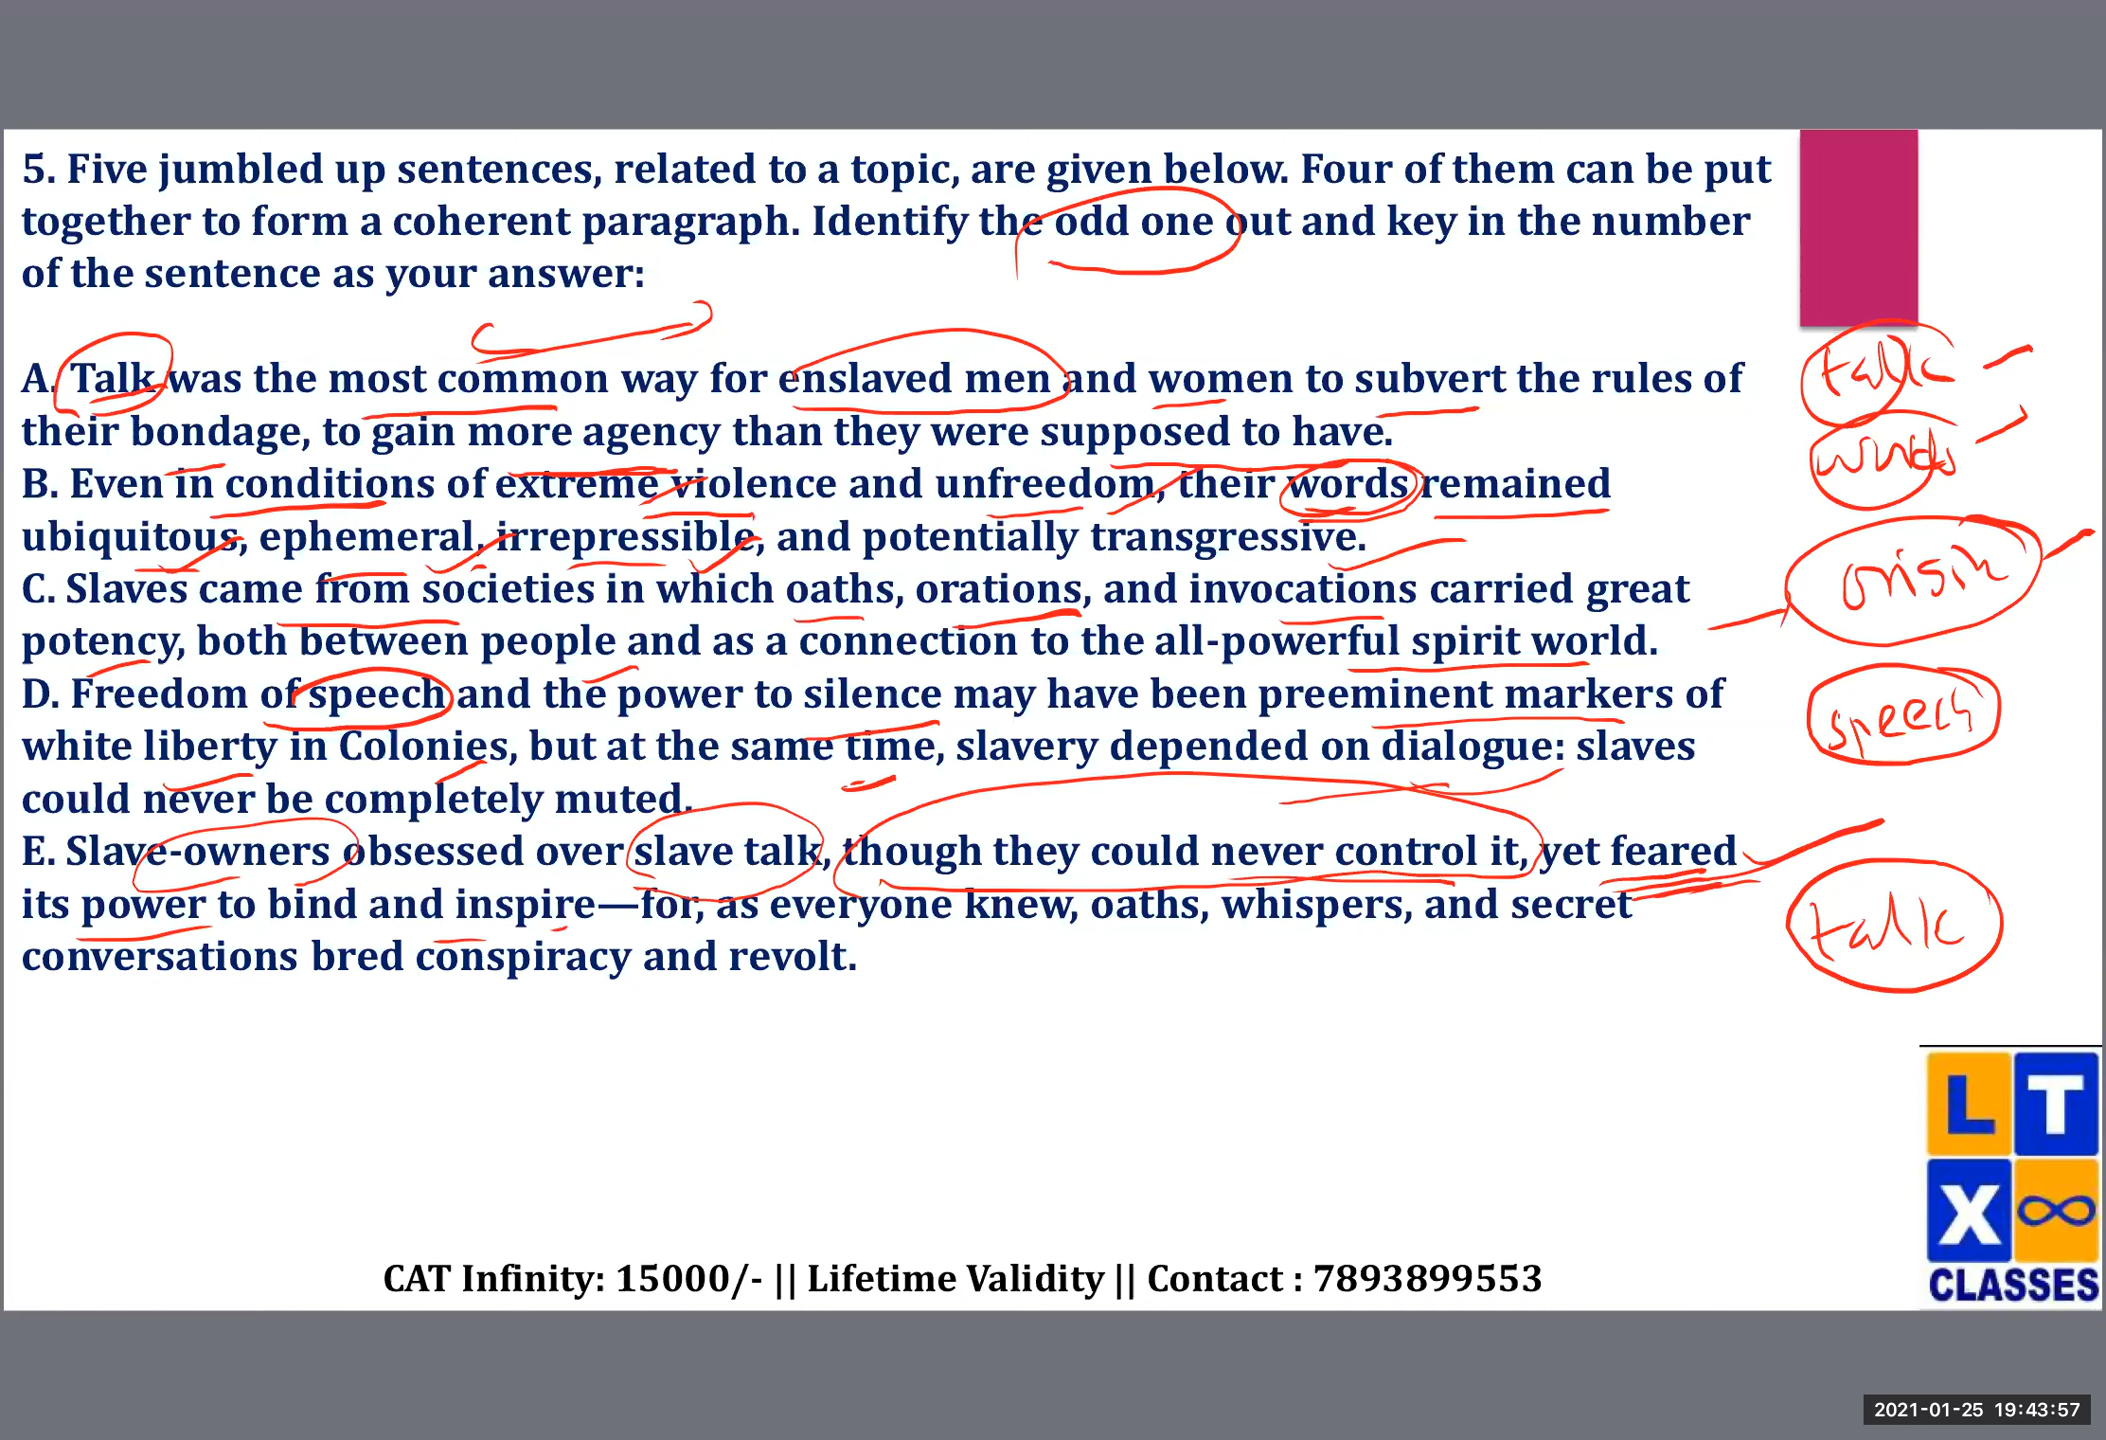 5. Five jumbled up sentences, related to a topic, are given below. Four of them can be put
together to form a coherent paragraph. Identify the odd one out and key in the number
of the sentence as your answer:
A. Talk was the most common way for enslaved men and women to subvert the rules of
their bondage, to gain more agency than they were supposed to have.
B. Even in conditions of extreme violence and unfreedom, their words remained
ubiquitous, ephemeral, irrepressible, and potentially transgressive.
C. Slaves came from societies in which oaths, orations, and invocations carried great
potency, both between people and as a connection to the all-powerful spirit world.
D. Freedom of speech and the power to silence may have been preeminent markers of
white liberty in Colonies, but at the same time, slavery depended on dialogue: slaves
could never be completely muted.
E. Slave-owners obsessed over slave talk, though they could never control it, yet feared
its power to bind and inspire—for, as everyone knew, oaths, whispers, and secret
conversations bred conspiracy and revolt.
talk
words
origin
speech
talk
LT
X∞
CLASSES
CAT Infinity: 15000/- || Lifetime Validity || Contact : 7893899553
2021-01-25 19:43:57